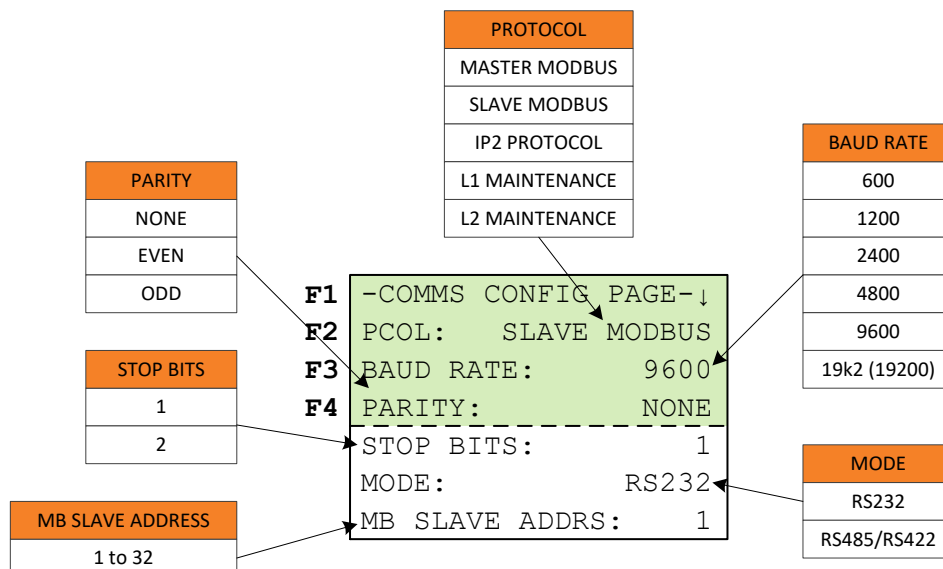 PROTOCOL
MASTER MODBUS
SLAVE MODBUS
IP2 PROTOCOL
L1 MAINTENANCE
L2 MAINTENANCE
PARITY
NONE
EVEN
ODD
BAUD RATE
600
1200
2400
4800
9600
19k2 (19200)
STOP BITS
1
2
F1 -COMMS CONFIG PAGE-↓
F2 PCOL: SLAVE MODBUS
F3 BAUD RATE: 9600
F4 PARITY: NONE
STOP BITS: 1
MODE: RS232
MB SLAVE ADDRS: 1
MODE
RS232
RS485/RS422
MB SLAVE ADDRESS
1 to 32